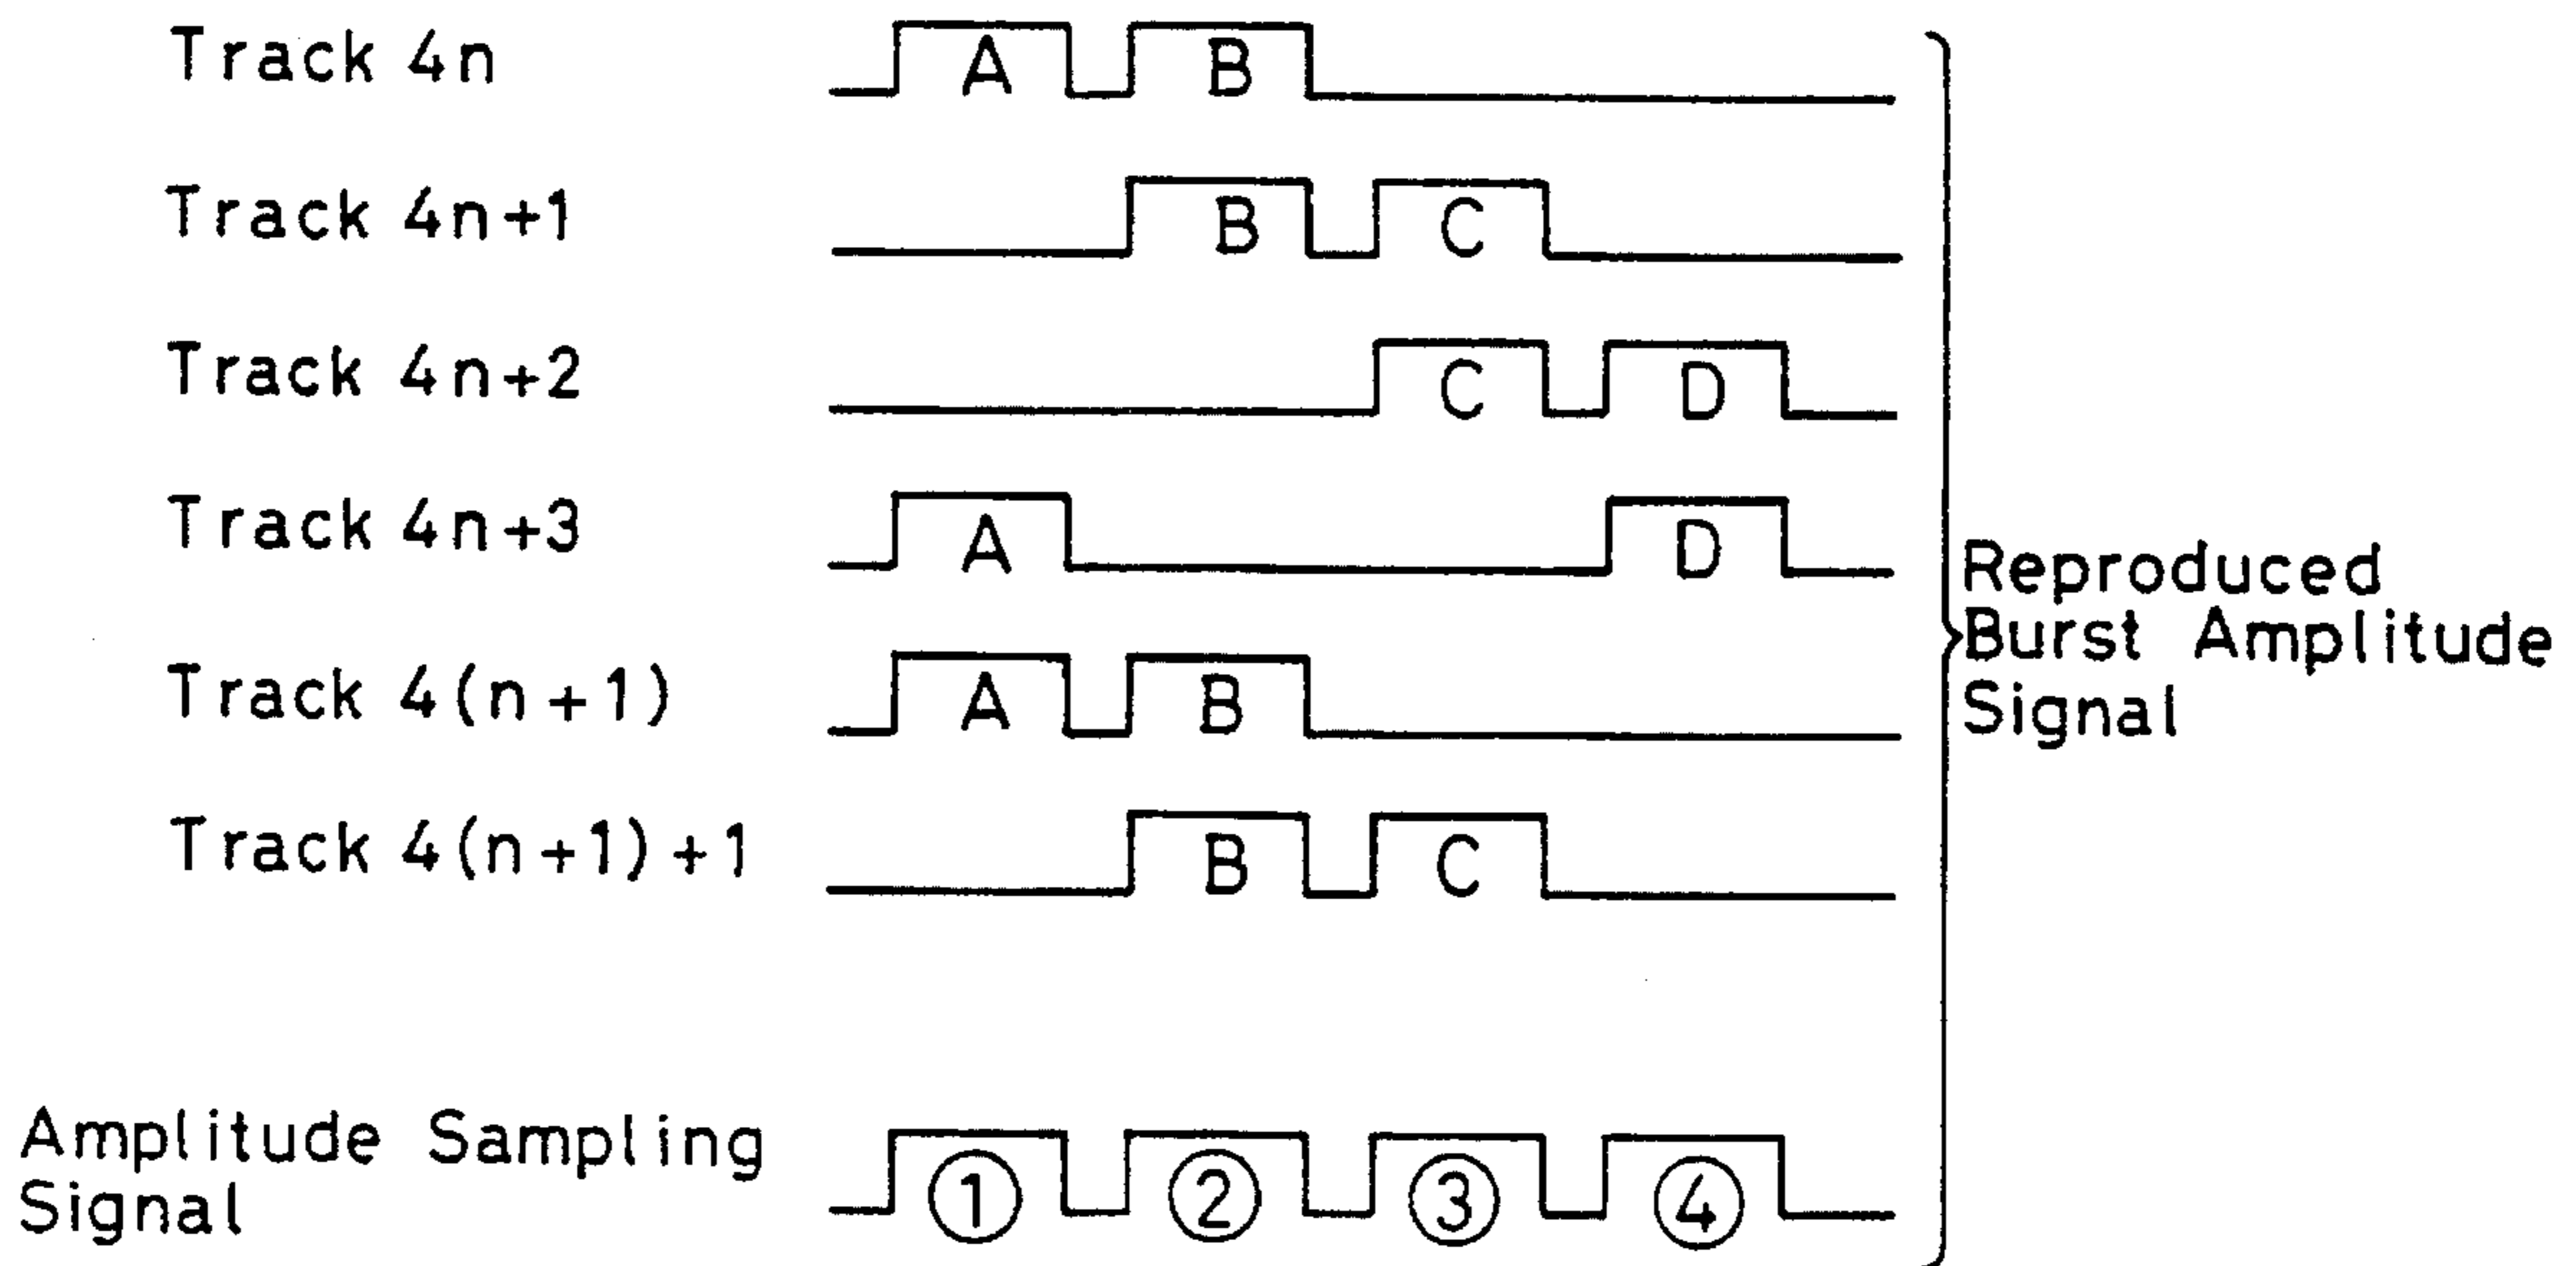 Track 4n
A B
Track 4n+1
B C
Track 4n+2
C D
Track 4n+3
A D
Track 4(n+1)
A B
Track 4(n+1)+1
B C
Reproduced
Burst Amplitude
Signal
Amplitude Sampling
Signal
① ② ③ ④